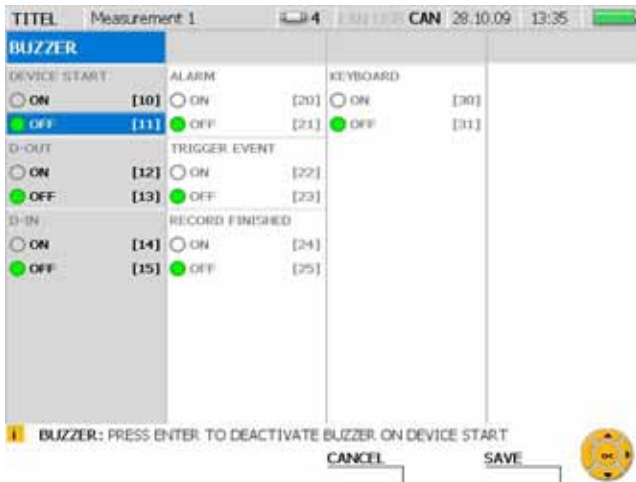 TITEL Measurement 1 4 CAN 28.10.09 13:35
BUZZER
DEVICE START ALARM KEYBOARD
ON [10] ON [20] ON [30]
OFF [11] OFF [21] OFF [31]
D-OUT TRIGGER EVENT
ON [12] ON [22]
OFF [13] OFF [23]
D-IN RECORD FINISHED
ON [14] ON [24]
OFF [15] OFF [25]
i BUZZER: PRESS ENTER TO DEACTIVATE BUZZER ON DEVICE START
CANCEL SAVE
OK